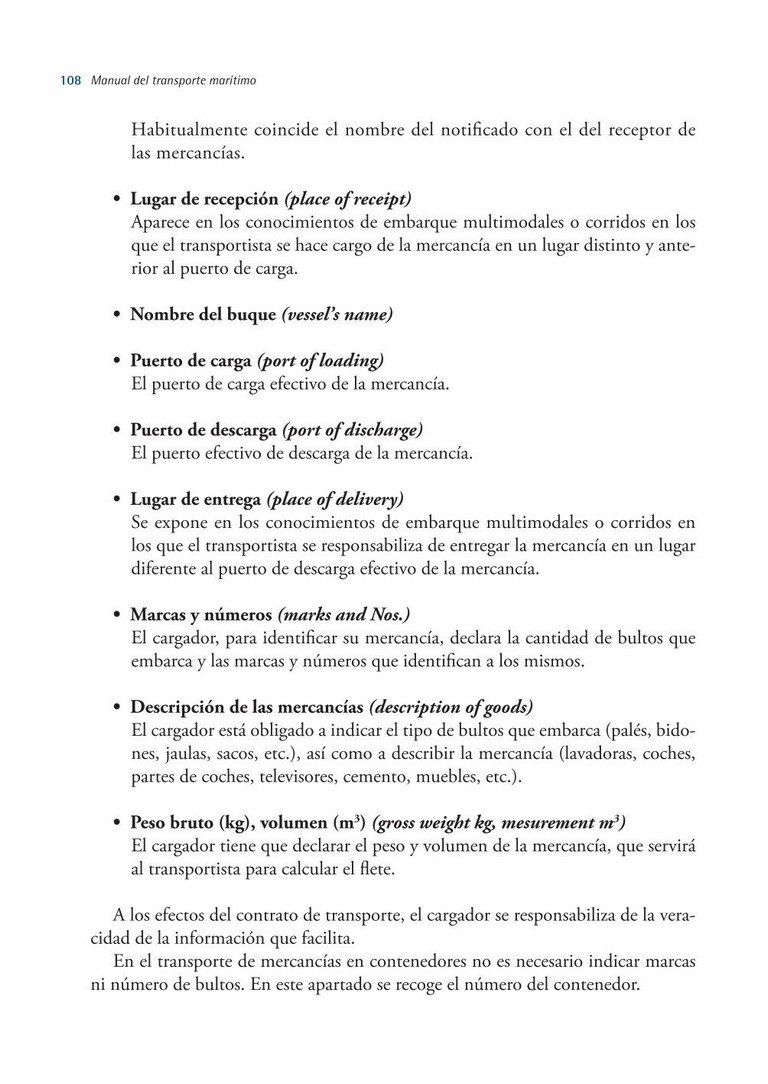 108 Manual del transporte marítimo
Habitualmente coincide el nombre del notificado con el del receptor de
las mercancías.
• Lugar de recepción (place of receipt)
Aparece en los conocimientos de embarque multimodales o corridos en los
que el transportista se hace cargo de la mercancía en un lugar distinto y ante-
rior al puerto de carga.
• Nombre del buque (vessel’s name)
• Puerto de carga (port of loading)
El puerto de carga efectivo de la mercancía.
• Puerto de descarga (port of discharge)
El puerto efectivo de descarga de la mercancía.
• Lugar de entrega (place of delivery)
Se expone en los conocimientos de embarque multimodales o corridos en
los que el transportista se responsabiliza de entregar la mercancía en un lugar
diferente al puerto de descarga efectivo de la mercancía.
• Marcas y números (marks and Nos.)
El cargador, para identificar su mercancía, declara la cantidad de bultos que
embarca y las marcas y números que identifican a los mismos.
• Descripción de las mercancías (description of goods)
El cargador está obligado a indicar el tipo de bultos que embarca (palés, bido-
nes, jaulas, sacos, etc.), así como a describir la mercancía (lavadoras, coches,
partes de coches, televisores, cemento, muebles, etc.).
• Peso bruto (kg), volumen (m³) (gross weight kg, mesurement m³)
El cargador tiene que declarar el peso y volumen de la mercancía, que servirá
al transportista para calcular el flete.
A los efectos del contrato de transporte, el cargador se responsabiliza de la vera-
cidad de la información que facilita.
En el transporte de mercancías en contenedores no es necesario indicar marcas
ni número de bultos. En este apartado se recoge el número del contenedor.